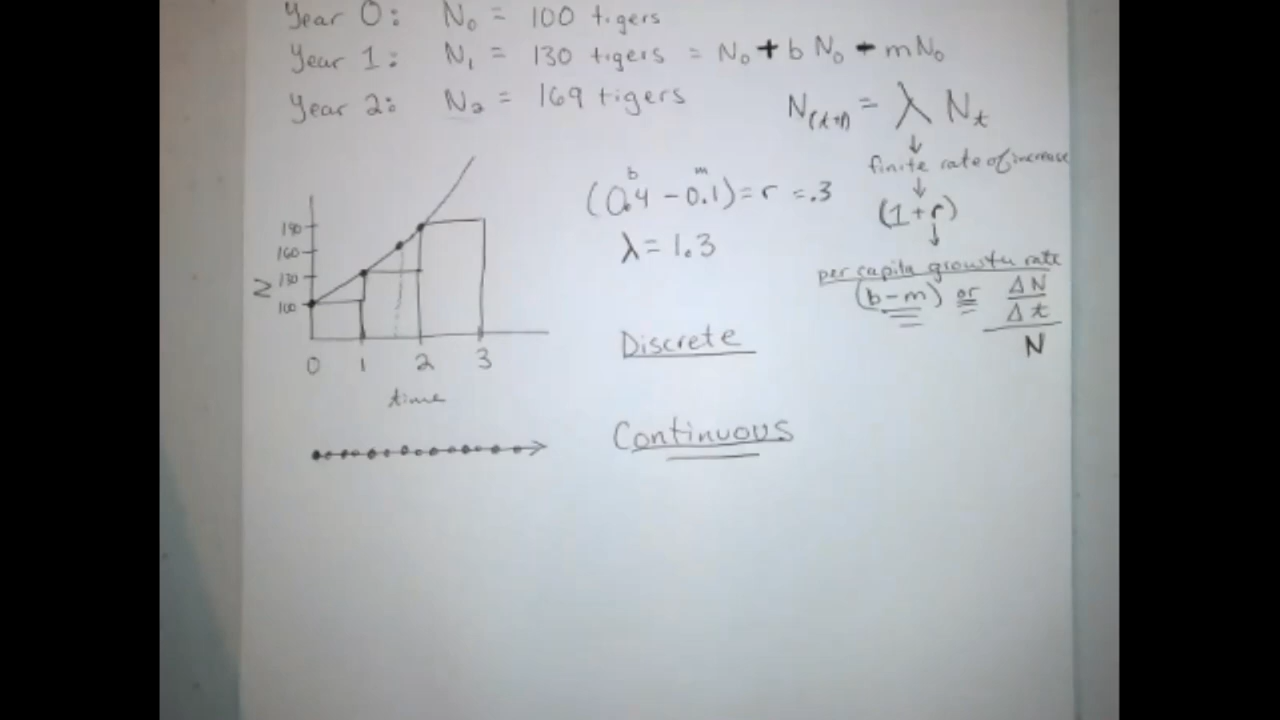 Year 0: N₀ = 100 tigers
Year 1: N₁ = 130 tigers = N₀ + b N₀ - mN₀
Year 2: N₂ = 169 tigers
N(t+1) = λ Nt
↓
finite rate of increase
↓
(1+r)
↓
per capita growth rate
(b-m) or ΔN
Δt
N
b m
(0.4 - 0.1) = r = .3
λ = 1.3
190
160
130
100
N
0 1 2 3
time
Discrete
Continuous